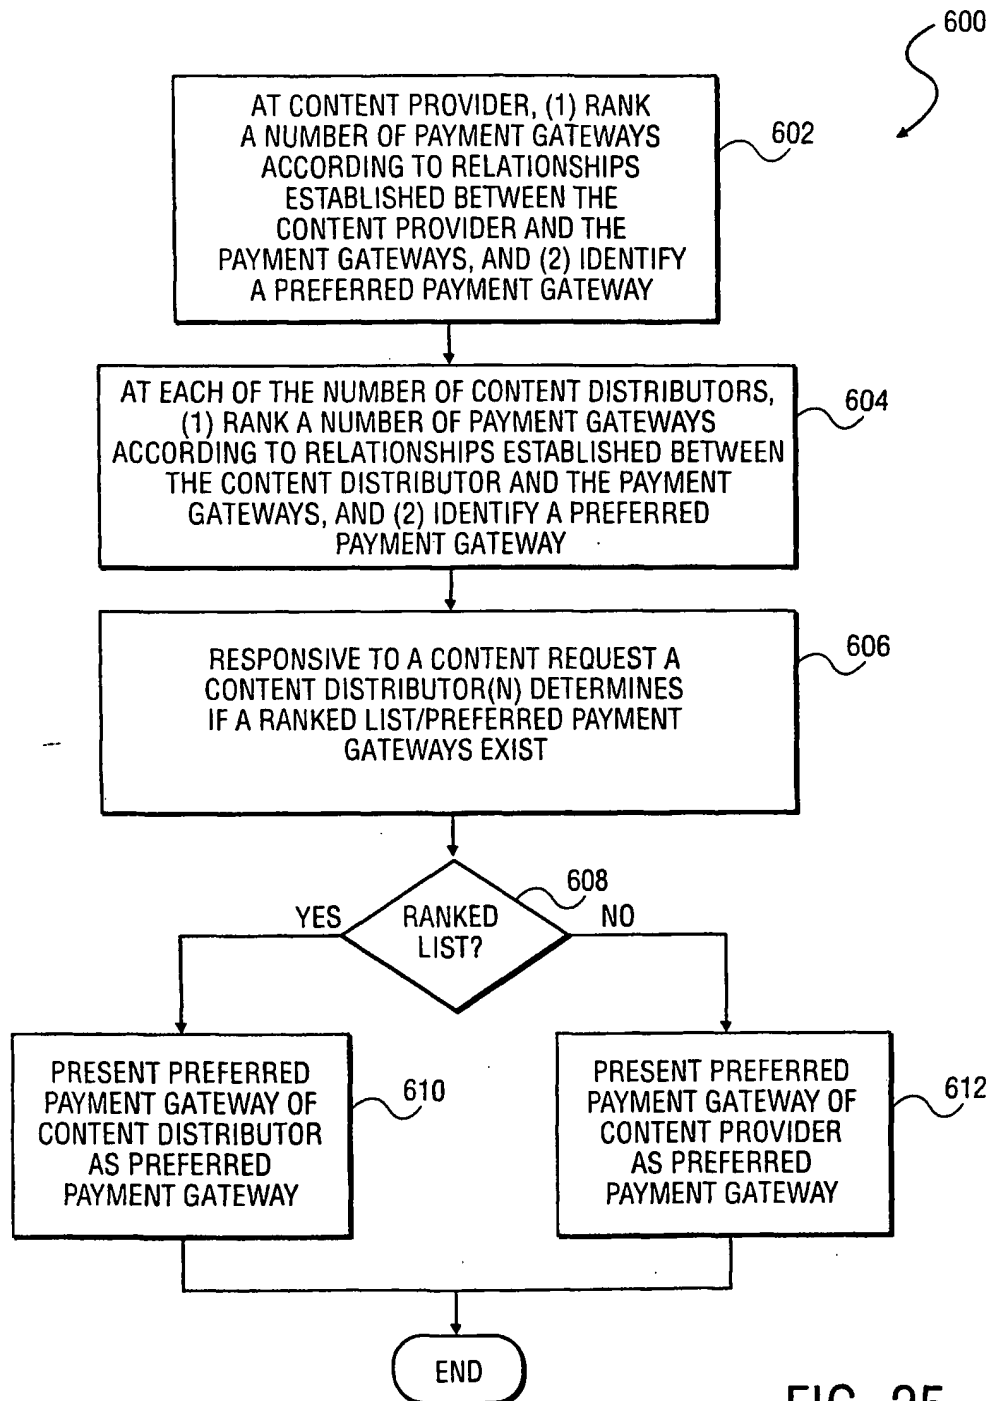 600
AT CONTENT PROVIDER, (1) RANK
A NUMBER OF PAYMENT GATEWAYS
ACCORDING TO RELATIONSHIPS
ESTABLISHED BETWEEN THE
CONTENT PROVIDER AND THE
PAYMENT GATEWAYS, AND (2) IDENTIFY
A PREFERRED PAYMENT GATEWAY
602
AT EACH OF THE NUMBER OF CONTENT DISTRIBUTORS,
(1) RANK A NUMBER OF PAYMENT GATEWAYS
ACCORDING TO RELATIONSHIPS ESTABLISHED BETWEEN
THE CONTENT DISTRIBUTOR AND THE PAYMENT
GATEWAYS, AND (2) IDENTIFY A PREFERRED
PAYMENT GATEWAY
604
RESPONSIVE TO A CONTENT REQUEST A
CONTENT DISTRIBUTOR(N) DETERMINES
IF A RANKED LIST/PREFERRED PAYMENT
GATEWAYS EXIST
606
608
YES
RANKED
LIST?
NO
PRESENT PREFERRED
PAYMENT GATEWAY OF
CONTENT DISTRIBUTOR
AS PREFERRED
PAYMENT GATEWAY
610
PRESENT PREFERRED
PAYMENT GATEWAY OF
CONTENT PROVIDER
AS PREFERRED
PAYMENT GATEWAY
612
END
FIG. 25